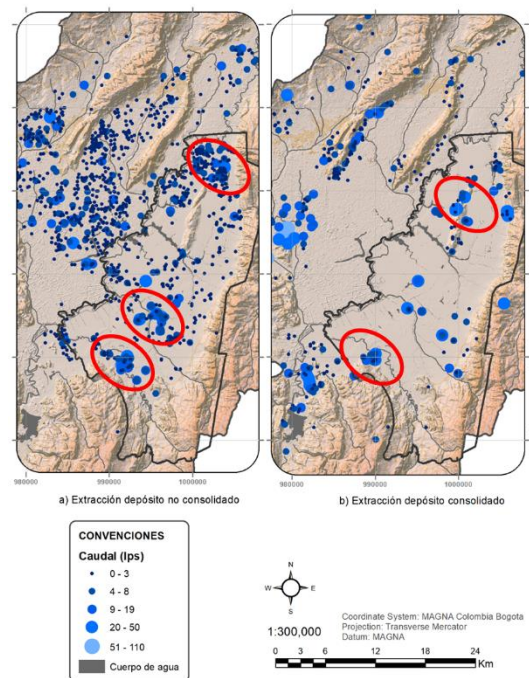 980000 990000 1000000
980000 990000 1000000
a) Extracción depósito no consolidado
b) Extracción depósito consolidado
CONVENCIONES
Caudal (lps)
0 - 3
4 - 8
9 - 19
20 - 50
51 - 110
Cuerpo de agua
N
W E
S
1:300,000
Coordinate System: MAGNA Colombia Bogota
Projection: Transverse Mercator
Datum: MAGNA
0 3 6 12 18 24
Km